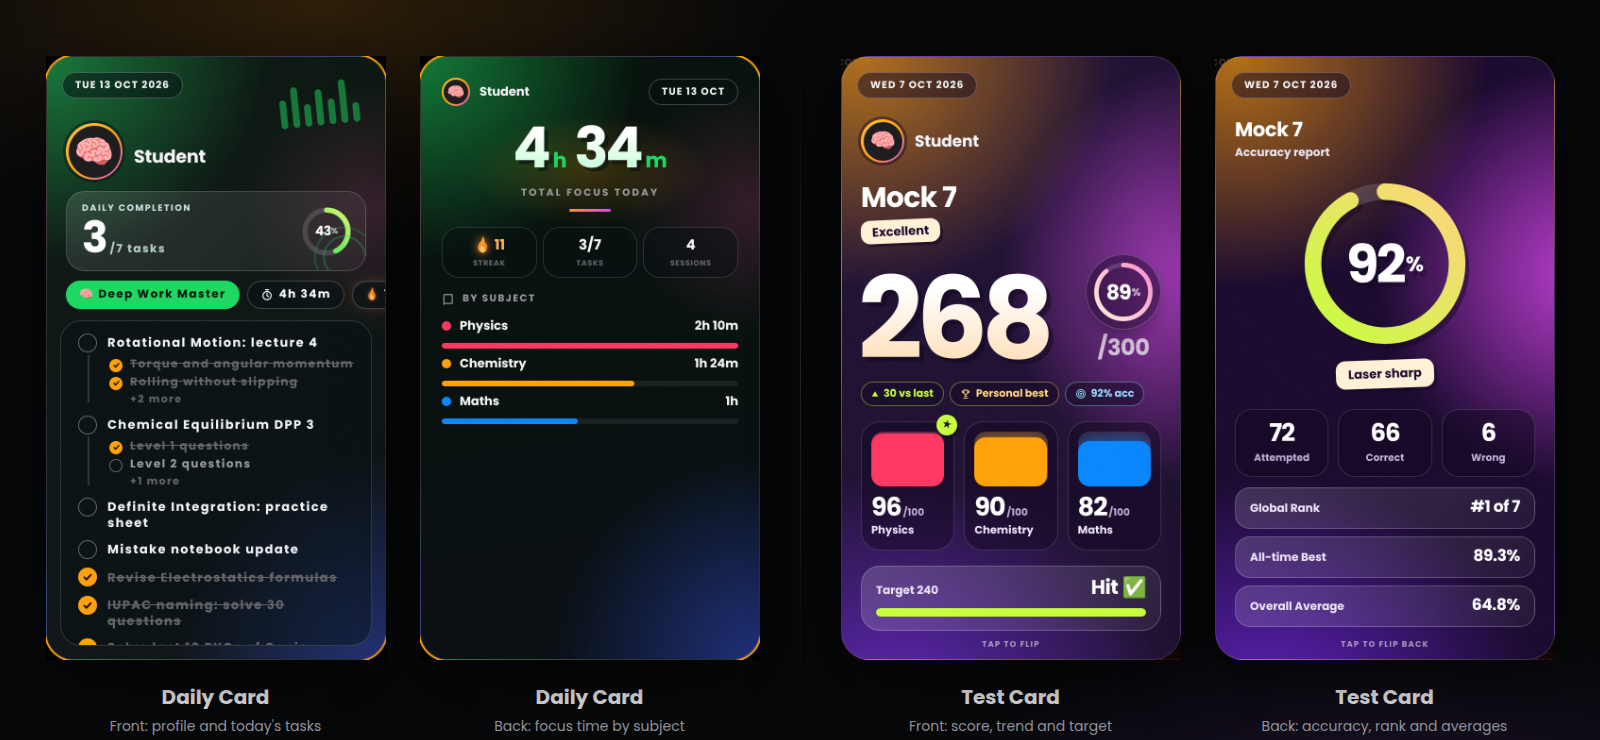 TUE 13 OCT 2026
Student
DAILY COMPLETION
3/7 tasks
43%
Deep Work Master
4h 34m
Rotational Motion: lecture 4
Torque and angular momentum
Rolling without slipping
+2 more
Chemical Equilibrium DPP 3
Level 1 questions
Level 2 questions
+1 more
Definite Integration: practice
sheet
Mistake notebook update
Revise Electrostatics formulas
IUPAC naming: solve 30
questions
Daily Card
Front: profile and today's tasks
Student
TUE 13 OCT
4h 34m
TOTAL FOCUS TODAY
11
STREAK
3/7
TASKS
4
SESSIONS
BY SUBJECT
Physics 2h 10m
Chemistry 1h 24m
Maths 1h
Daily Card
Back: focus time by subject
WED 7 OCT 2026
Student
Mock 7
Excellent
268
89%
/300
30 vs last
Personal best
92% acc
96/100
Physics
90/100
Chemistry
82/100
Maths
Target 240 Hit
TAP TO FLIP
Test Card
Front: score, trend and target
WED 7 OCT 2026
Mock 7
Accuracy report
92%
Laser sharp
72
Attempted
66
Correct
6
Wrong
Global Rank #1 of 7
All-time Best 89.3%
Overall Average 64.8%
TAP TO FLIP BACK
Test Card
Back: accuracy, rank and averages